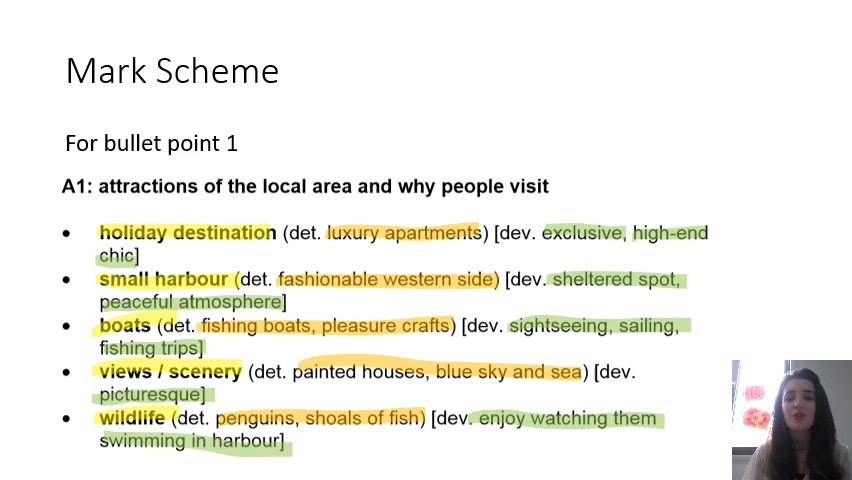 Mark Scheme
For bullet point 1
A1: attractions of the local area and why people visit
• holiday destination (det. luxury apartments) [dev. exclusive, high-end
chic]
• small harbour (det. fashionable western side) [dev. sheltered spot,
peaceful atmosphere]
• boats (det. fishing boats, pleasure crafts) [dev. sightseeing, sailing,
fishing trips]
• views / scenery (det. painted houses, blue sky and sea) [dev.
picturesque]
• wildlife (det. penguins, shoals of fish) [dev. enjoy watching them
swimming in harbour]